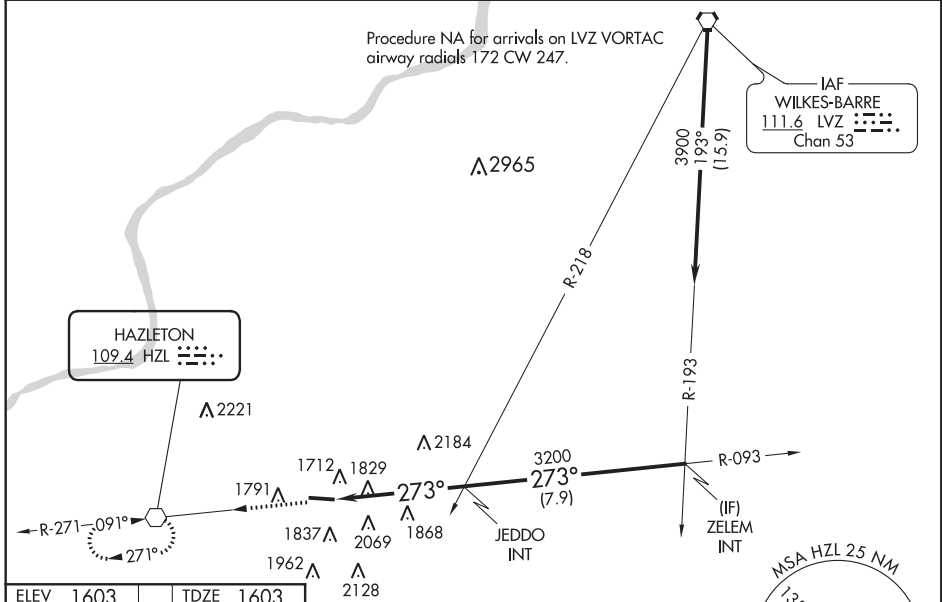 Procedure NA for arrivals on LVZ VORTAC
airway radials 172 CW 247.
IAF
WILKES-BARRE
111.6 LVZ
Chan 53
3900
193°
(15.9)
2965
R-218
HAZLETON
109.4 HZL
R-193
2221
2184
3200
R-093
1712
1829
273°
273°
(7.9)
1791
(IF)
ZELEM
INT
R-271
091°
1837
2069
1868
JEDDO
INT
271°
1962
2128
MSA HZL 25 NM
ELEV 1603
TDZE 1603